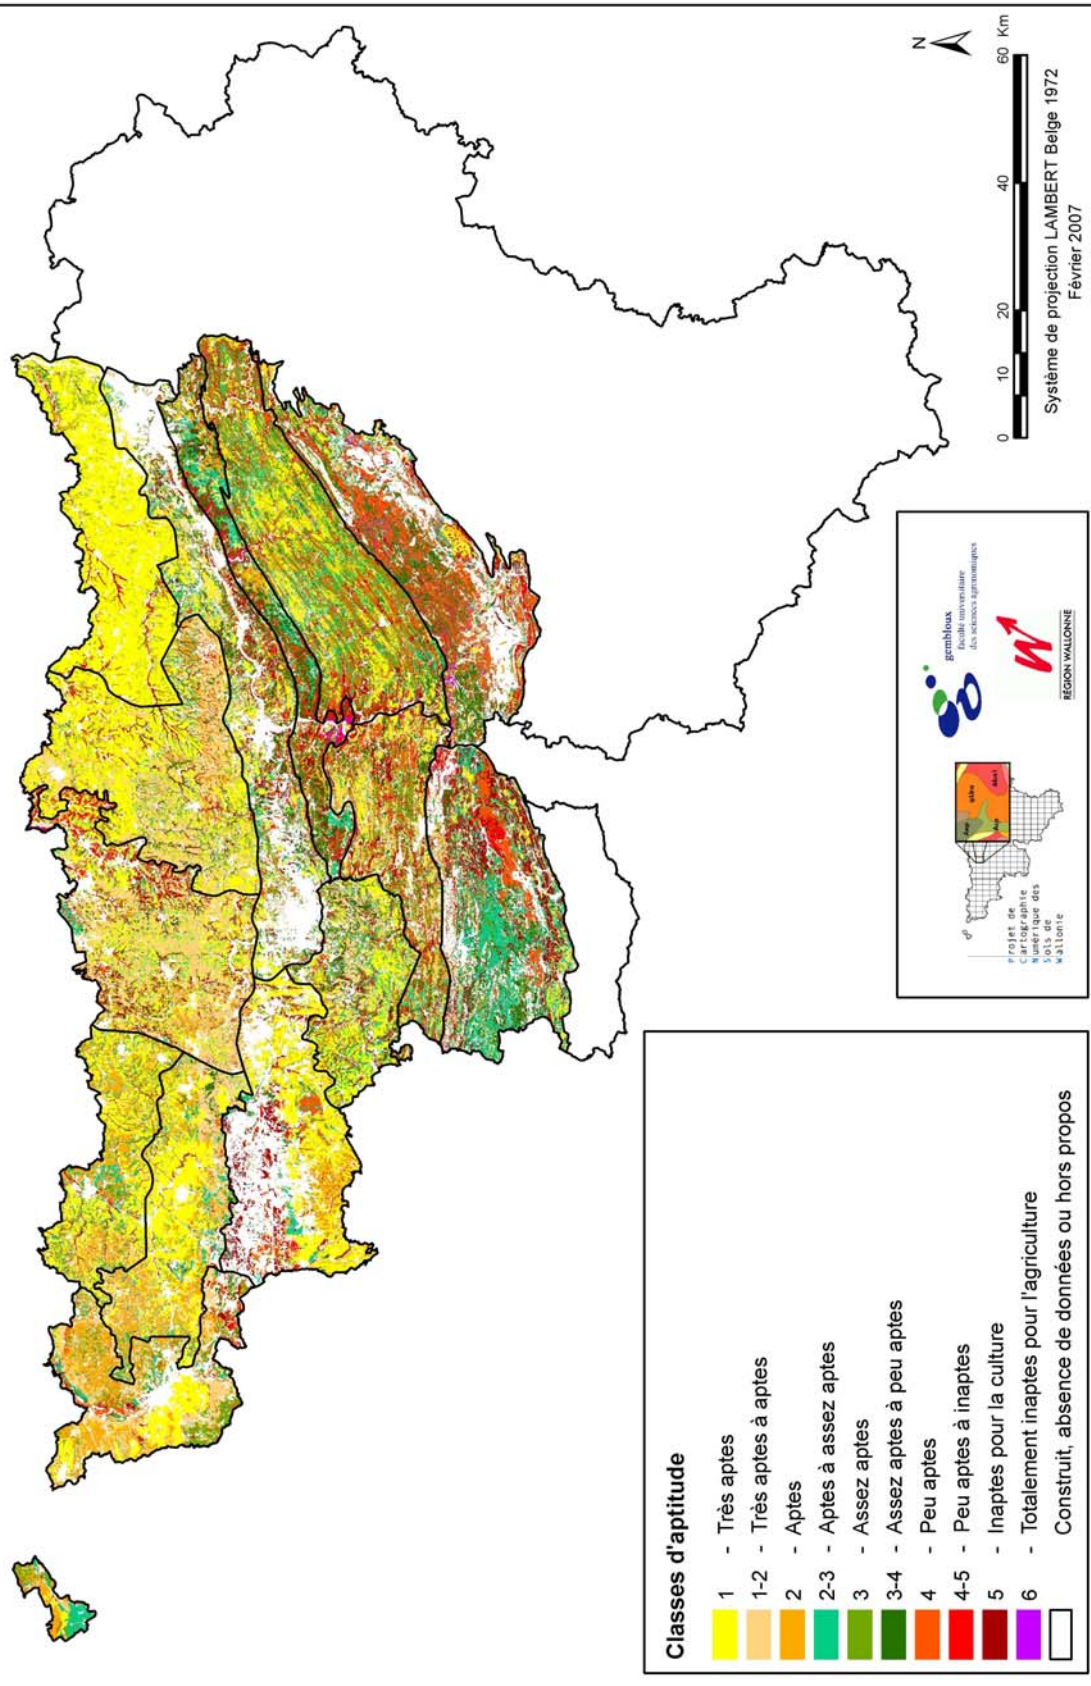 N
0 10 20 40 60 Km
Système de projection LAMBERT Belge 1972
Février 2007
Classes d'aptitude
1 - Très aptes
1-2 - Très aptes à aptes
2 - Aptes
2-3 - Aptes à assez aptes
3 - Assez aptes
3-4 - Assez aptes à peu aptes
4 - Peu aptes
4-5 - Peu aptes à inaptes
5 - Inaptes pour la culture
6 - Totalement inaptes pour l'agriculture
Construit, absence de données ou hors propos
Projet de
Cartographie
Numérique des
Sols de
Wallonie
gembloux
faculté universitaire
des sciences agronomiques
RÉGION WALLONNE